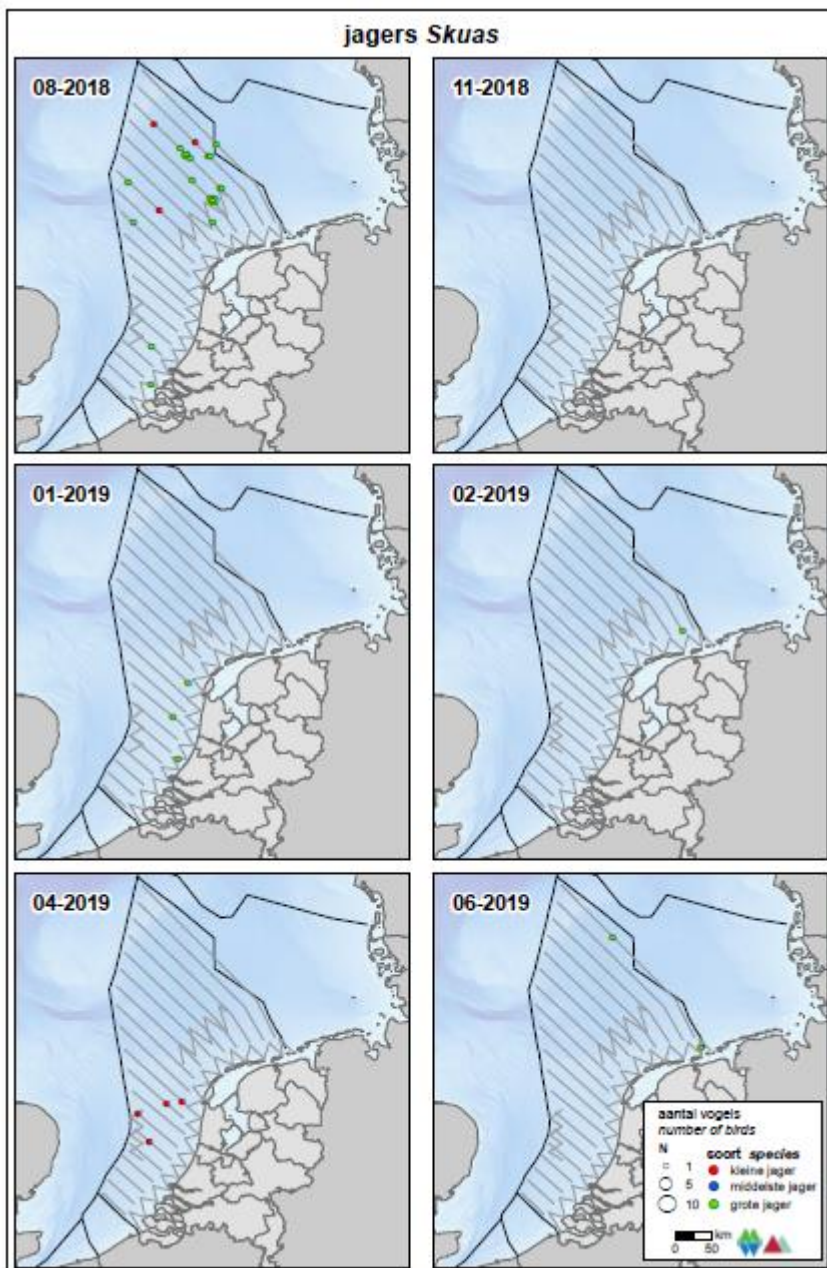 jagers Skuas
08-2018
11-2018
01-2019
02-2019
04-2019
06-2019
aantal vogels
number of birds
N soort species
1 kleine jager
5 middelste jager
10 grote jager
km
0 50